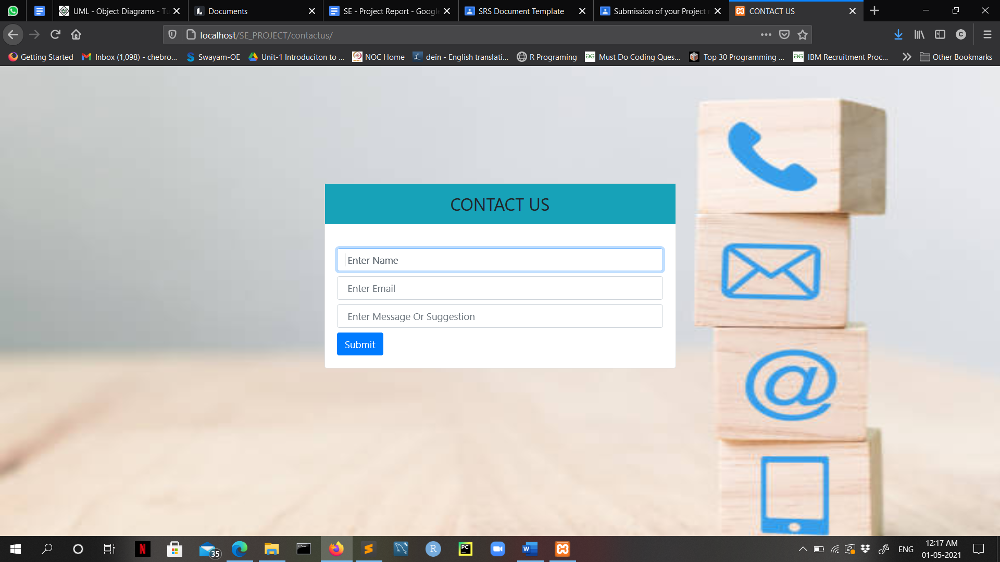 UML - Object Diagrams - Tu
Documents
SE - Project Report - Google
SRS Document Template
Submission of your Project r
CONTACT US
localhost/SE_PROJECT/contactus/
C
Getting Started
Inbox (1,098) - chebro...
Swayam-OE
Unit-1 Introduciton to ...
NOC Home
dein - English translati...
R Programing
Must Do Coding Ques...
Top 30 Programming ...
IBM Recruitment Proc...
Other Bookmarks
CONTACT US
Enter Name
Enter Email
@
Enter Message Or Suggestion
Submit
N
35
R
PC
W
ENG
12:17 AM
01-05-2021